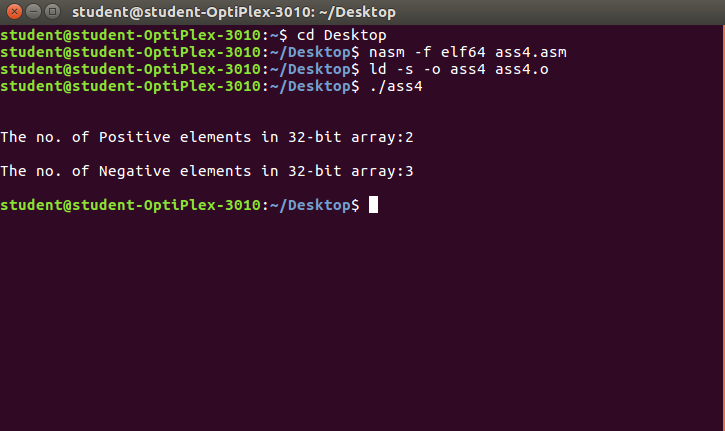 student@student-OptiPlex-3010: ~/Desktop
student@student-OptiPlex-3010:~$ cd Desktop
student@student-OptiPlex-3010:~/Desktop$ nasm -f elf64 ass4.asm
student@student-OptiPlex-3010:~/Desktop$ ld -s -o ass4 ass4.o
student@student-OptiPlex-3010:~/Desktop$ ./ass4
The no. of Positive elements in 32-bit array:2
The no. of Negative elements in 32-bit array:3
student@student-OptiPlex-3010:~/Desktop$